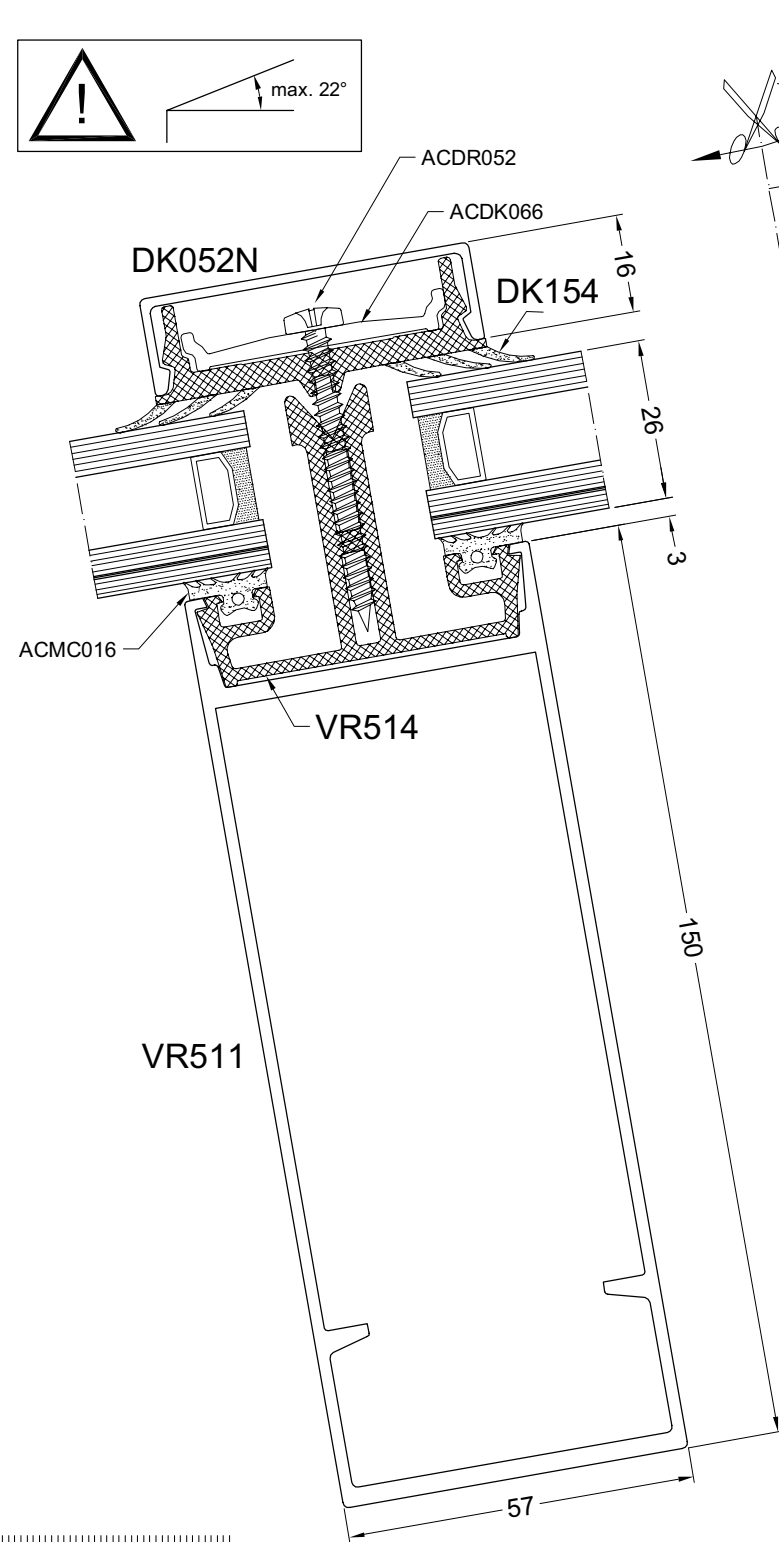 !
max. 22°
ACDR052
ACDK066
DK052N
16
DK154
26
3
ACMC016
VR514
150
VR511
57